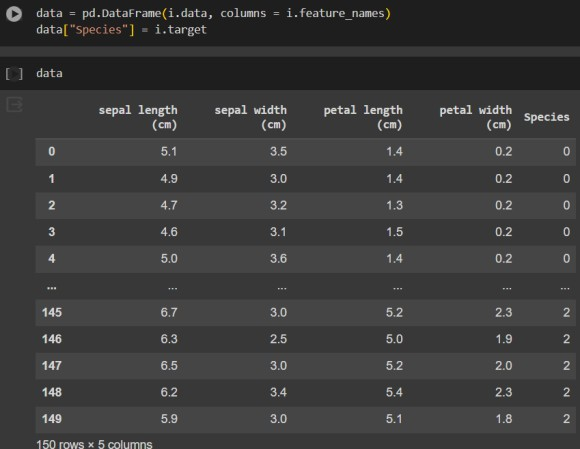 data = pd.DataFrame(i.data, columns = i.feature_names)
data["Species"] = i.target
[ ] data
sepal length (cm) sepal width (cm) petal length (cm) petal width (cm) Species
0 5.1 3.5 1.4 0.2 0
1 4.9 3.0 1.4 0.2 0
2 4.7 3.2 1.3 0.2 0
3 4.6 3.1 1.5 0.2 0
4 5.0 3.6 1.4 0.2 0
... ... ... ... ... ...
145 6.7 3.0 5.2 2.3 2
146 6.3 2.5 5.0 1.9 2
147 6.5 3.0 5.2 2.0 2
148 6.2 3.4 5.4 2.3 2
149 5.9 3.0 5.1 1.8 2
150 rows × 5 columns